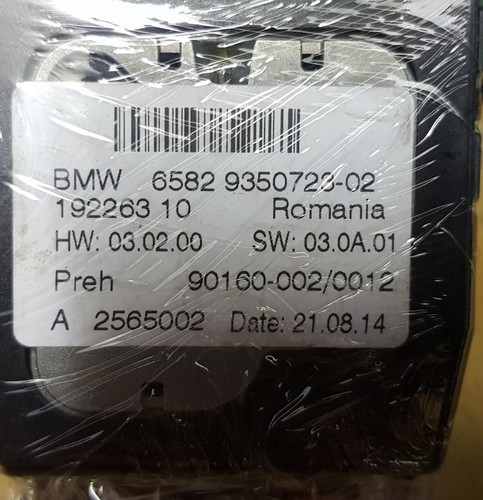 BMW 6582 9350723-02
192263 10 Romania
HW: 03.02.00 SW: 03.0A.01
Preh 90160-002/0012
A 2565002 Date: 21.08.14